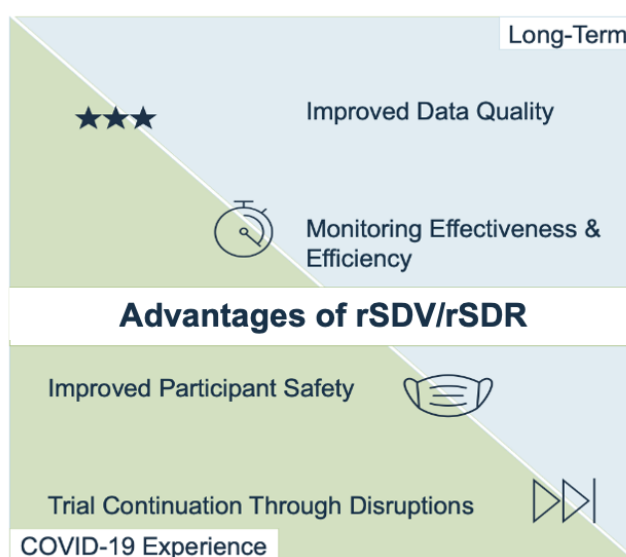 Long-Term
Improved Data Quality
Monitoring Effectiveness &
Efficiency
Advantages of rSDV/rSDR
Improved Participant Safety
Trial Continuation Through Disruptions
COVID-19 Experience